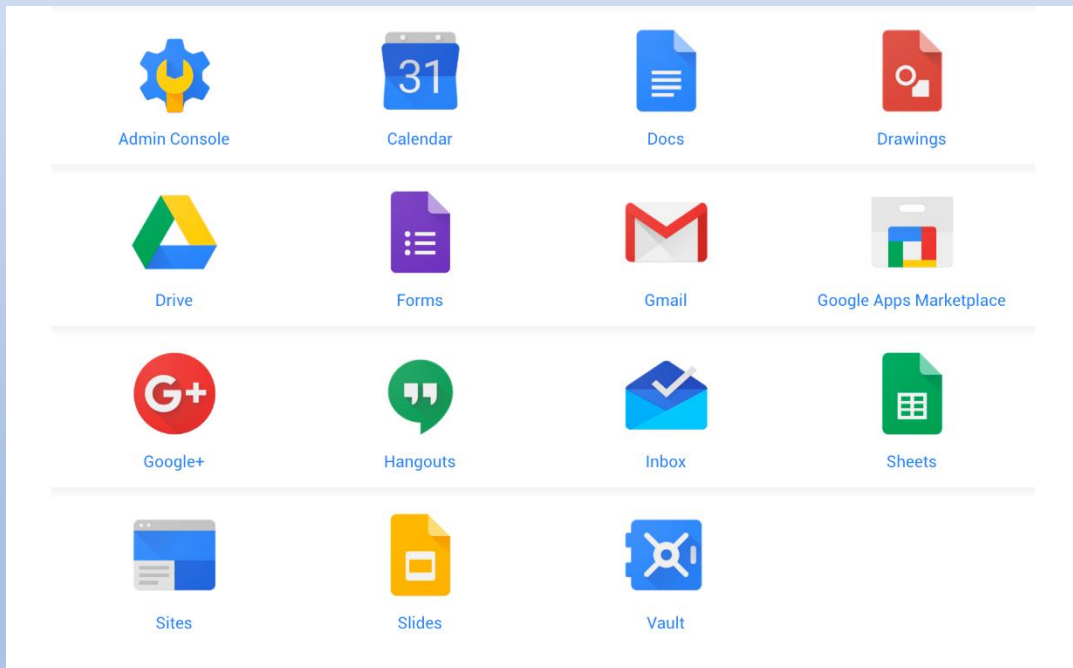 31
Admin Console
Calendar
Docs
Drawings
Drive
Forms
Gmail
Google Apps Marketplace
G+
Google+
Hangouts
Inbox
Sheets
Sites
Slides
Vault